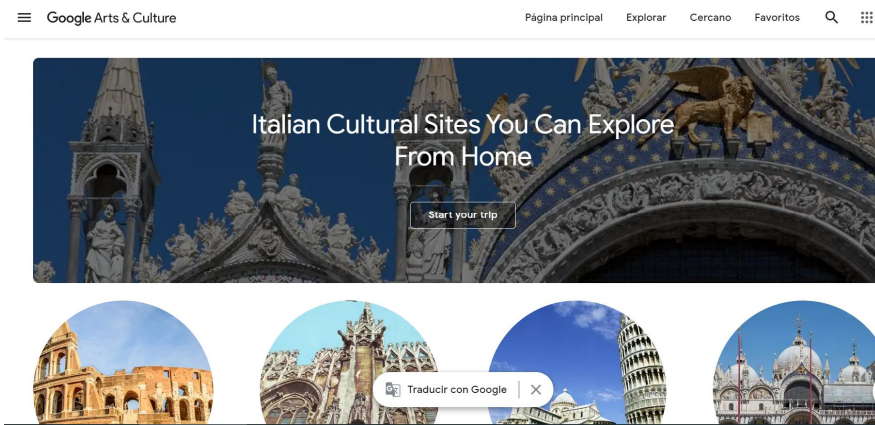 Google Arts & Culture
Página principal Explorar Cercano Favoritos
Italian Cultural Sites You Can Explore
From Home
Start your trip
Traducir con Google